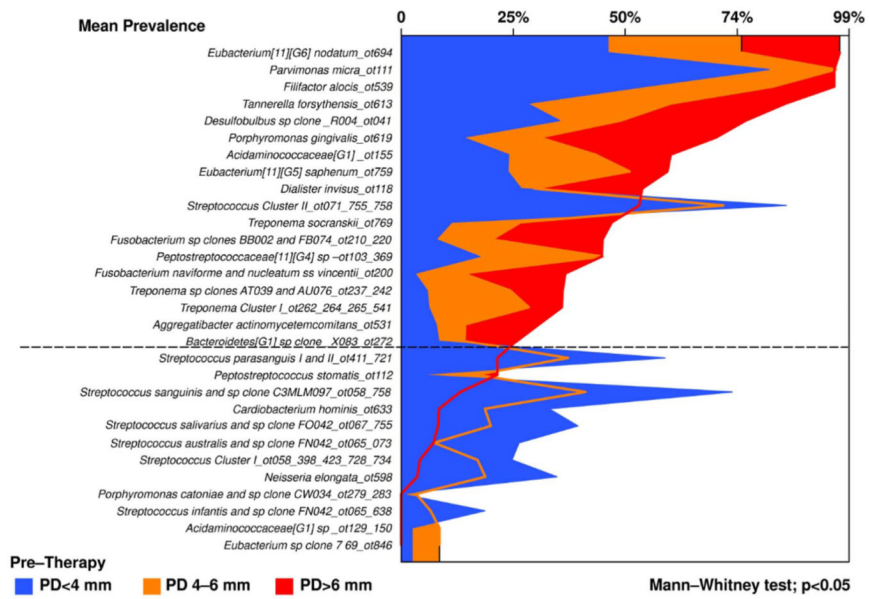 Mean Prevalence
0 25% 50% 74% 99%
Eubacterium[11][G6] nodatum_ot694
Parvimonas micra_ot111
Filifactor alocis_ot539
Tannerella forsythensis_ot613
Desulfobulbus sp clone _R004_ot041
Porphyromonas gingivalis_ot619
Acidaminococcaceae[G1] _ot155
Eubacterium[11][G5] saphenum_ot759
Dialister invisus_ot118
Streptococcus Cluster II_ot071_755_758
Treponema socranskii_ot769
Fusobacterium sp clones BB002 and FB074_ot210_220
Peptostreptococcaceae[11][G4] sp –ot103_369
Fusobacterium naviforme and nucleatum ss vincentii_ot200
Treponema sp clones AT039 and AU076_ot237_242
Treponema Cluster I_ot262_264_265_541
Aggregatibacter actinomycetemcomitans_ot531
Bacteroidetes[G1] sp clone _X083_ot272
Streptococcus parasanguis I and II_ot411_721
Peptostreptococcus stomatis_ot112
Streptococcus sanguinis and sp clone C3MLM097_ot058_758
Cardiobacterium hominis_ot633
Streptococcus salivarius and sp clone FO042_ot067_755
Streptococcus australis and sp clone FN042_ot065_073
Streptococcus Cluster I_ot058_398_423_728_734
Neisseria elongata_ot598
Porphyromonas catoniae and sp clone CW034_ot279_283
Streptococcus infantis and sp clone FN042_ot065_638
Acidaminococcaceae[G1] sp _ot129_150
Eubacterium sp clone 7 69_ot846
Pre–Therapy
PD<4 mm PD 4–6 mm PD>6 mm Mann–Whitney test; p<0.05